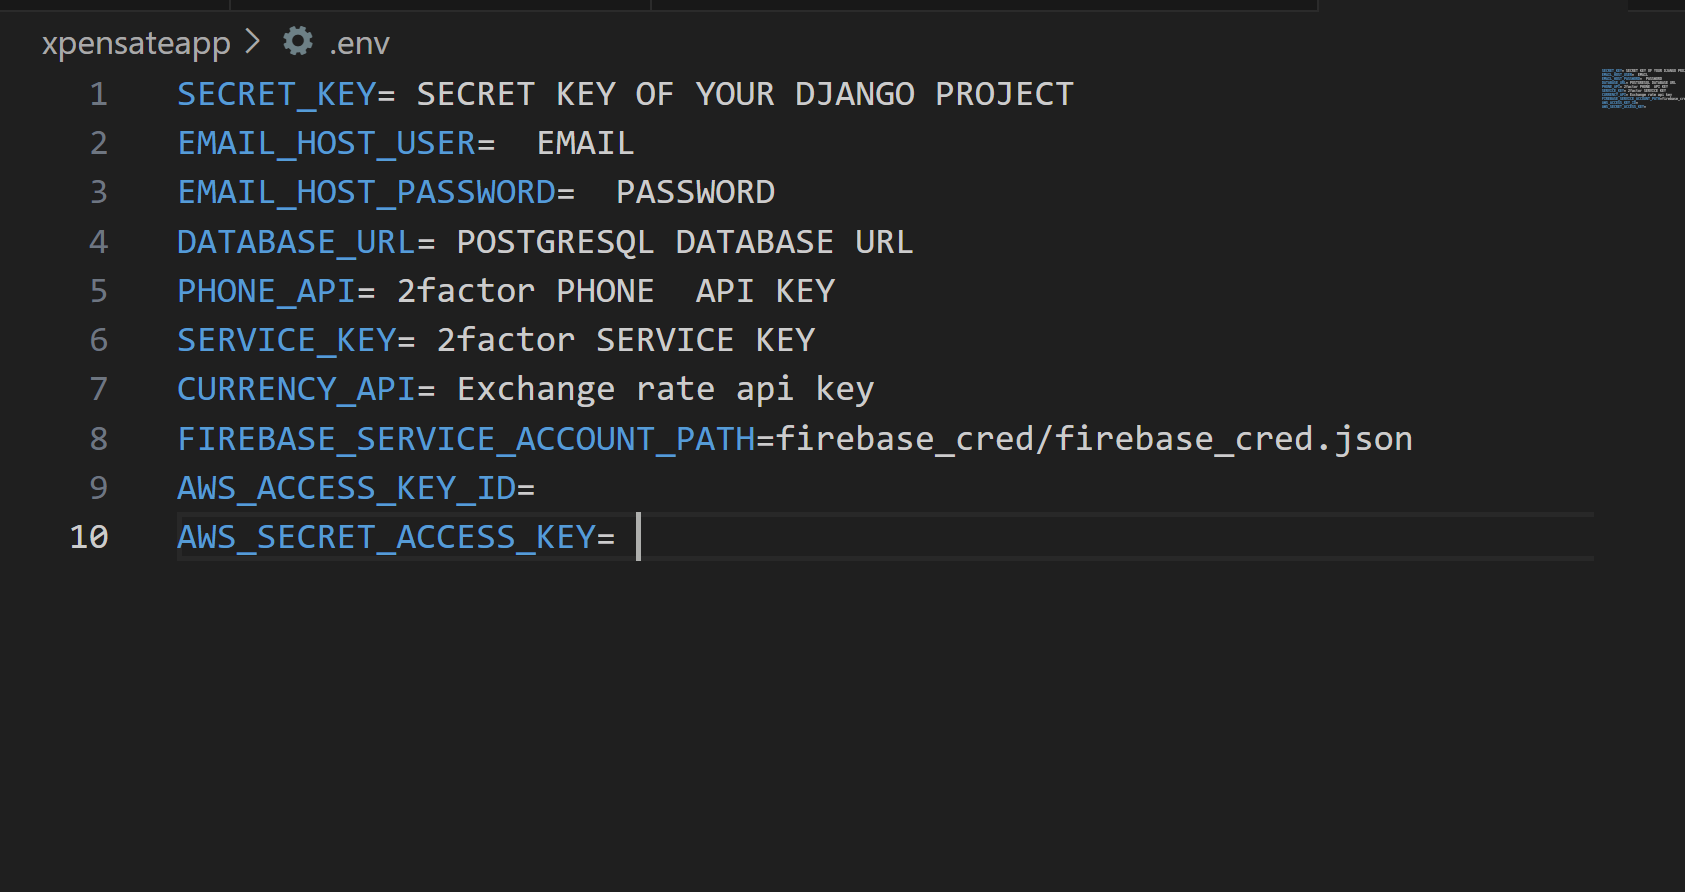 xpensateapp > .env
1 SECRET_KEY= SECRET KEY OF YOUR DJANGO PROJECT
2 EMAIL_HOST_USER=  EMAIL
3 EMAIL_HOST_PASSWORD=  PASSWORD
4 DATABASE_URL= POSTGRESQL DATABASE URL
5 PHONE_API= 2factor PHONE  API KEY
6 SERVICE_KEY= 2factor SERVICE KEY
7 CURRENCY_API= Exchange rate api key
8 FIREBASE_SERVICE_ACCOUNT_PATH=firebase_cred/firebase_cred.json
9 AWS_ACCESS_KEY_ID=
10 AWS_SECRET_ACCESS_KEY=